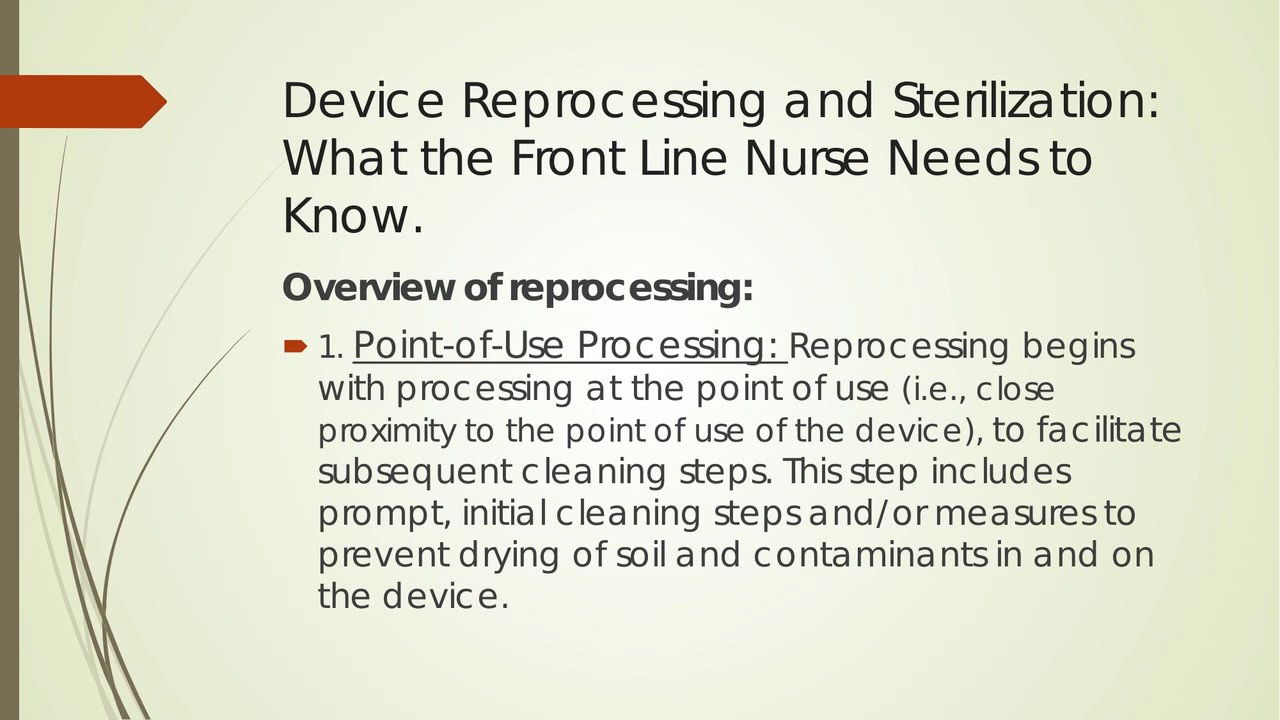 Device Reprocessing and Sterilization:
What the Front Line Nurse Needs to
Know.
Overview of reprocessing:
1. Point-of-Use Processing: Reprocessing begins
with processing at the point of use (i.e., close
proximity to the point of use of the device), to facilitate
subsequent cleaning steps. This step includes
prompt, initial cleaning steps and/or measures to
prevent drying of soil and contaminants in and on
the device.